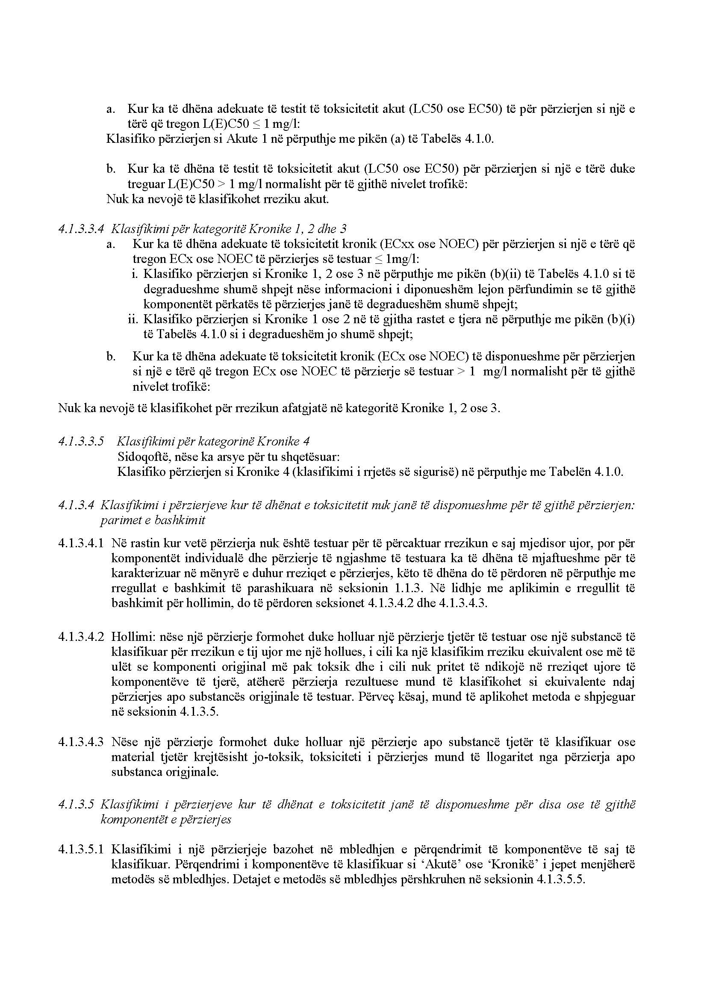 a. Kur ka të dhëna adekuate të testit të toksicitetit akut (LC50 ose EC50) të për përzierjen si një e
tërë që tregon L(E)C50 ≤ 1 mg/l:
Klasifiko përzierjen si Akute 1 në përputhje me pikën (a) të Tabelës 4.1.0.
b. Kur ka të dhëna të testit të toksicitetit akut (LC50 ose EC50) për përzierjen si një e tërë duke
treguar L(E)C50 > 1 mg/l normalisht për të gjithë nivelet trofikë:
Nuk ka nevojë të klasifikohet rreziku akut.
4.1.3.3.4 Klasifikimi për kategoritë Kronike 1, 2 dhe 3
a. Kur ka të dhëna adekuate të toksicitetit kronik (ECxx ose NOEC) për përzierjen si një e tërë që
tregon ECx ose NOEC të përzierjes së testuar ≤ 1mg/l:
i. Klasifiko përzierjen si Kronike 1, 2 ose 3 në përputhje me pikën (b)(ii) të Tabelës 4.1.0 si të
degradueshme shumë shpejt nëse informacioni i diponueshëm lejon përfundimin se të gjithë
komponentët përkatës të përzierjes janë të degradueshëm shumë shpejt;
ii. Klasifiko përzierjen si Kronike 1 ose 2 në të gjitha rastet e tjera në përputhje me pikën (b)(i)
të Tabelës 4.1.0 si i degradueshëm jo shumë shpejt;
b. Kur ka të dhëna adekuate të toksicitetit kronik (ECx ose NOEC) të disponueshme për përzierjen
si një e tërë që tregon ECx ose NOEC të përzierje së testuar > 1 mg/l normalisht për të gjithë
nivelet trofikë:
Nuk ka nevojë të klasifikohet për rrezikun afatgjatë në kategoritë Kronike 1, 2 ose 3.
4.1.3.3.5 Klasifikimi për kategorinë Kronike 4
Sidoqoftë, nëse ka arsye për tu shqetësuar:
Klasifiko përzierjen si Kronike 4 (klasifikimi i rrjetës së sigurisë) në përputhje me Tabelën 4.1.0.
4.1.3.4 Klasifikimi i përzierjeve kur të dhënat e toksicitetit nuk janë të disponueshme për të gjithë përzierjen:
parimet e bashkimit
4.1.3.4.1 Në rastin kur vetë përzierja nuk është testuar për të përcaktuar rrezikun e saj mjedisor ujor, por për
komponentët individualë dhe përzierje të ngjashme të testuara ka të dhëna të mjaftueshme për të
karakterizuar në mënyrë e duhur rreziqet e përzierjes, këto të dhëna do të përdoren në përputhje me
rregullat e bashkimit të parashikuara në seksionin 1.1.3. Në lidhje me aplikimin e rregullit të
bashkimit për hollimin, do të përdoren seksionet 4.1.3.4.2 dhe 4.1.3.4.3.
4.1.3.4.2 Hollimi: nëse një përzierje formohet duke holluar një përzierje tjetër të testuar ose një substancë të
klasifikuar për rrezikun e tij ujor me një hollues, i cili ka një klasifikim rreziku ekuivalent ose më të
ulët se komponenti origjinal më pak toksik dhe i cili nuk pritet të ndikojë në rreziqet ujore të
komponentëve të tjerë, atëherë përzierja rezultuese mund të klasifikohet si ekuivalente ndaj
përzierjes apo substancës origjinale të testuar. Përveç kësaj, mund të aplikohet metoda e shpjeguar
në seksionin 4.1.3.5.
4.1.3.4.3 Nëse një përzierje formohet duke holluar një përzierje apo substancë tjetër të klasifikuar ose
material tjetër krejtësisht jo-toksik, toksiciteti i përzierjes mund të llogaritet nga përzierja apo
substanca origjinale.
4.1.3.5 Klasifikimi i përzierjeve kur të dhënat e toksicitetit janë të disponueshme për disa ose të gjithë
komponentët e përzierjes
4.1.3.5.1 Klasifikimi i një përzierjeje bazohet në mbledhjen e përqendrimit të komponentëve të saj të
klasifikuar. Përqendrimi i komponentëve të klasifikuar si ‘Akutë’ ose ‘Kronikë’ i jepet menjëherë
metodës së mbledhjes. Detajet e metodës së mbledhjes përshkruhen në seksionin 4.1.3.5.5.